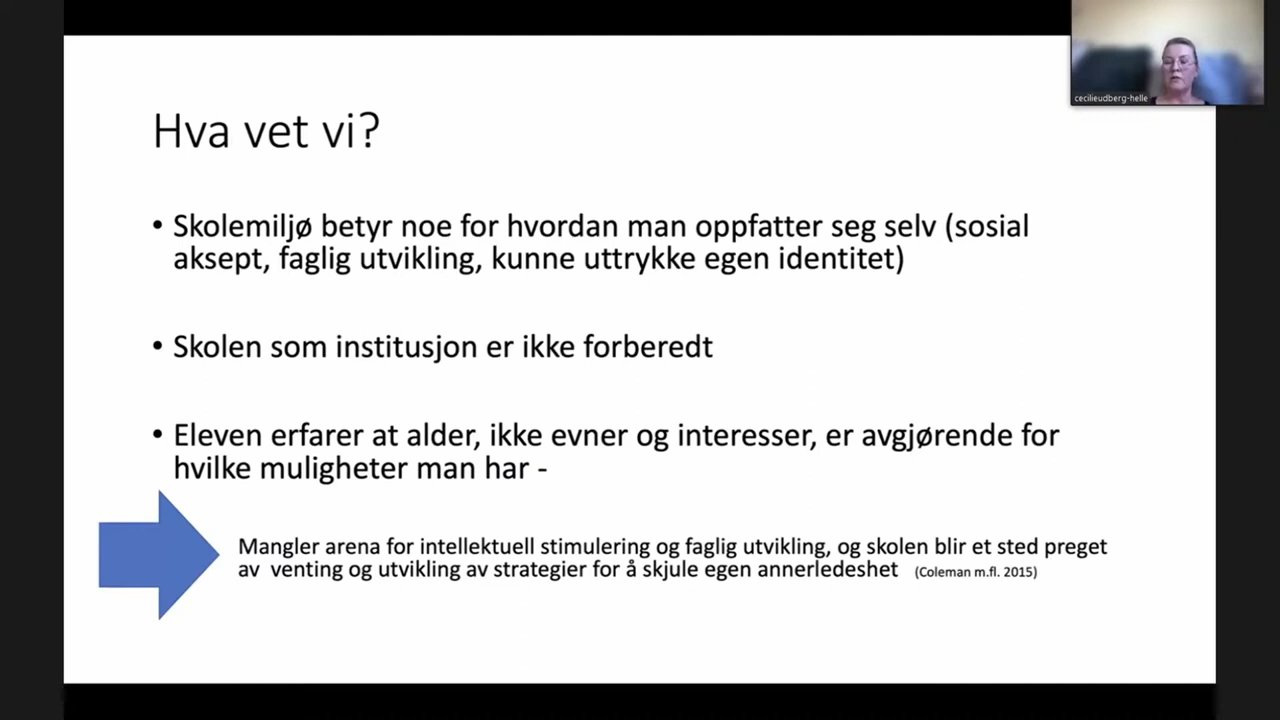 cecilieudberg-helle
Hva vet vi?
• Skolemiljø betyr noe for hvordan man oppfatter seg selv (sosial
aksept, faglig utvikling, kunne uttrykke egen identitet)
• Skolen som institusjon er ikke forberedt
• Eleven erfarer at alder, ikke evner og interesser, er avgjørende for
hvilke muligheter man har -
Mangler arena for intellektuell stimulering og faglig utvikling, og skolen blir et sted preget
av venting og utvikling av strategier for å skjule egen annerledeshet (Coleman m.fl. 2015)